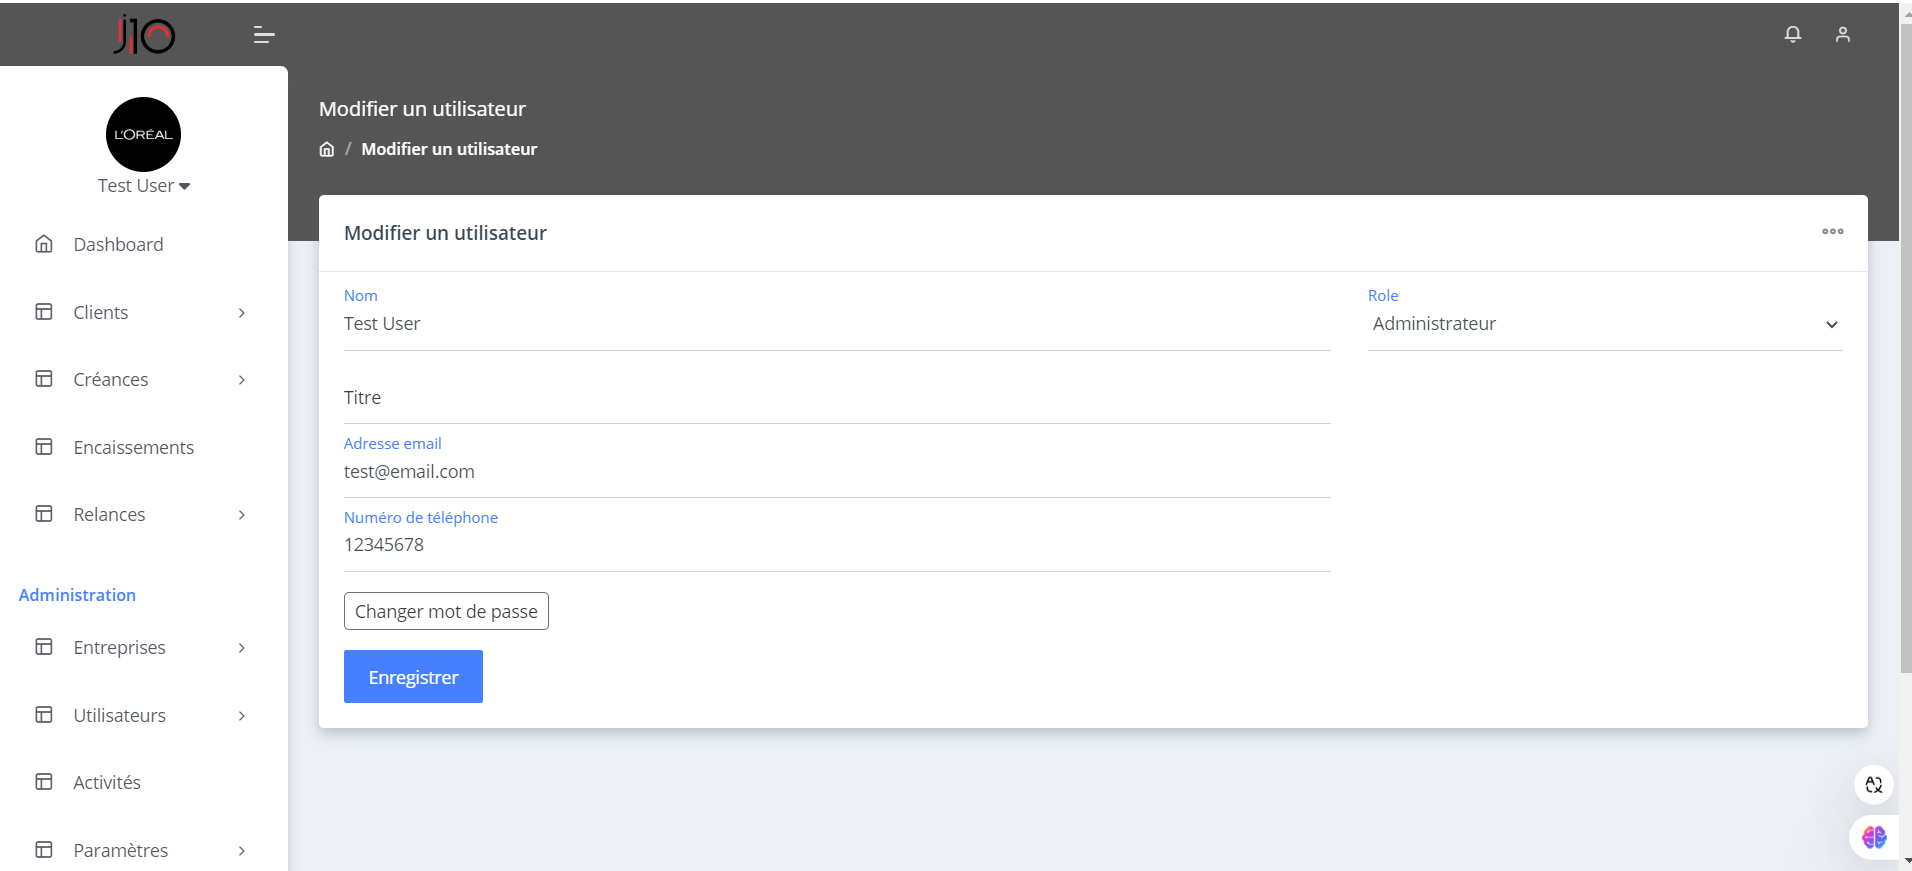 j10
L'ORÉAL
Test User
Dashboard
Clients
Créances
Encaissements
Relances
Administration
Entreprises
Utilisateurs
Activités
Paramètres
Modifier un utilisateur
/ Modifier un utilisateur
Modifier un utilisateur
Nom
Test User
Role
Administrateur
Titre
Adresse email
test@email.com
Numéro de téléphone
12345678
Changer mot de passe
Enregistrer